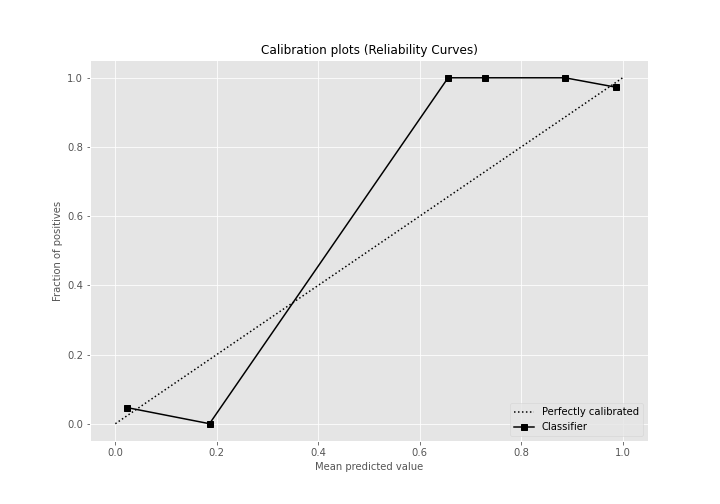 Calibration plots (Reliability Curves)
1.0
0.8
0.6
0.4
0.2
0.0
Fraction of positives
0.0 0.2 0.4 0.6 0.8 1.0
Mean predicted value
Perfectly calibrated
Classifier